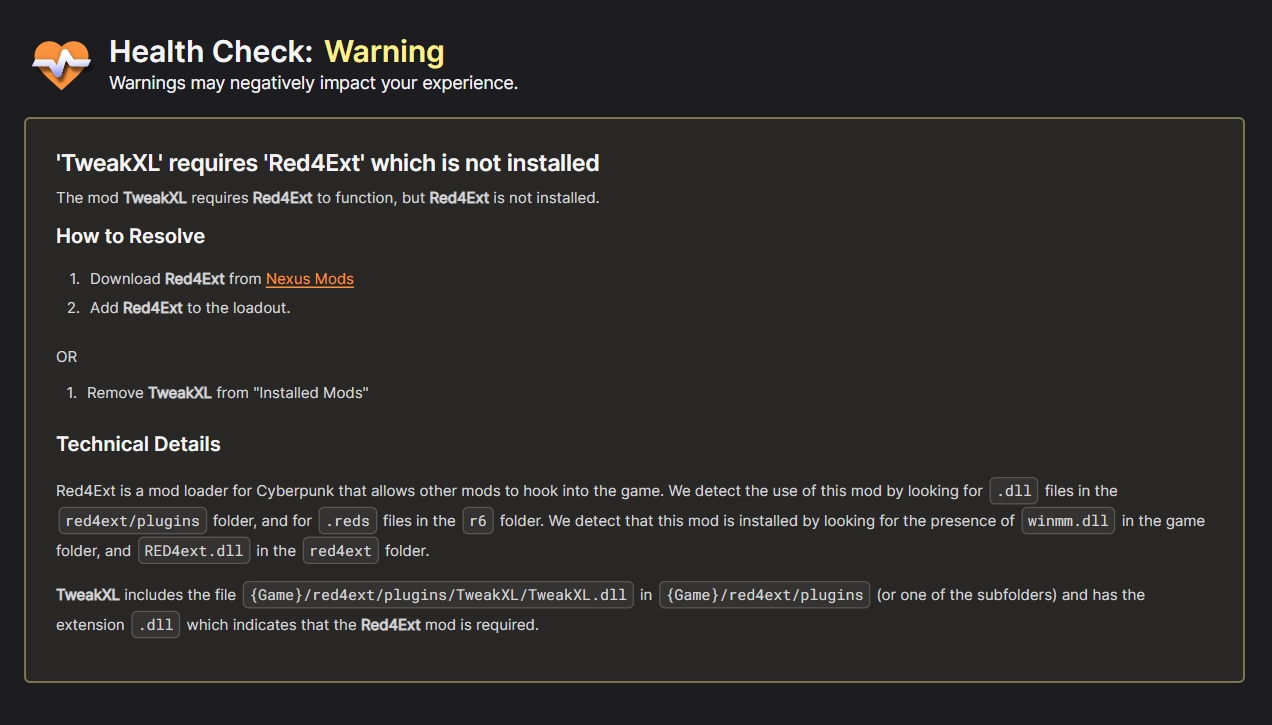 Health Check: Warning
Warnings may negatively impact your experience.
'TweakXL' requires 'Red4Ext' which is not installed
The mod TweakXL requires Red4Ext to function, but Red4Ext is not installed.
How to Resolve
1. Download Red4Ext from Nexus Mods
2. Add Red4Ext to the loadout.
OR
1. Remove TweakXL from "Installed Mods"
Technical Details
Red4Ext is a mod loader for Cyberpunk that allows other mods to hook into the game. We detect the use of this mod by looking for .dll files in the
red4ext/plugins folder, and for .reds files in the r6 folder. We detect that this mod is installed by looking for the presence of winmm.dll in the game
folder, and RED4ext.dll in the red4ext folder.
TweakXL includes the file {Game}/red4ext/plugins/TweakXL/TweakXL.dll in {Game}/red4ext/plugins (or one of the subfolders) and has the
extension .dll which indicates that the Red4Ext mod is required.